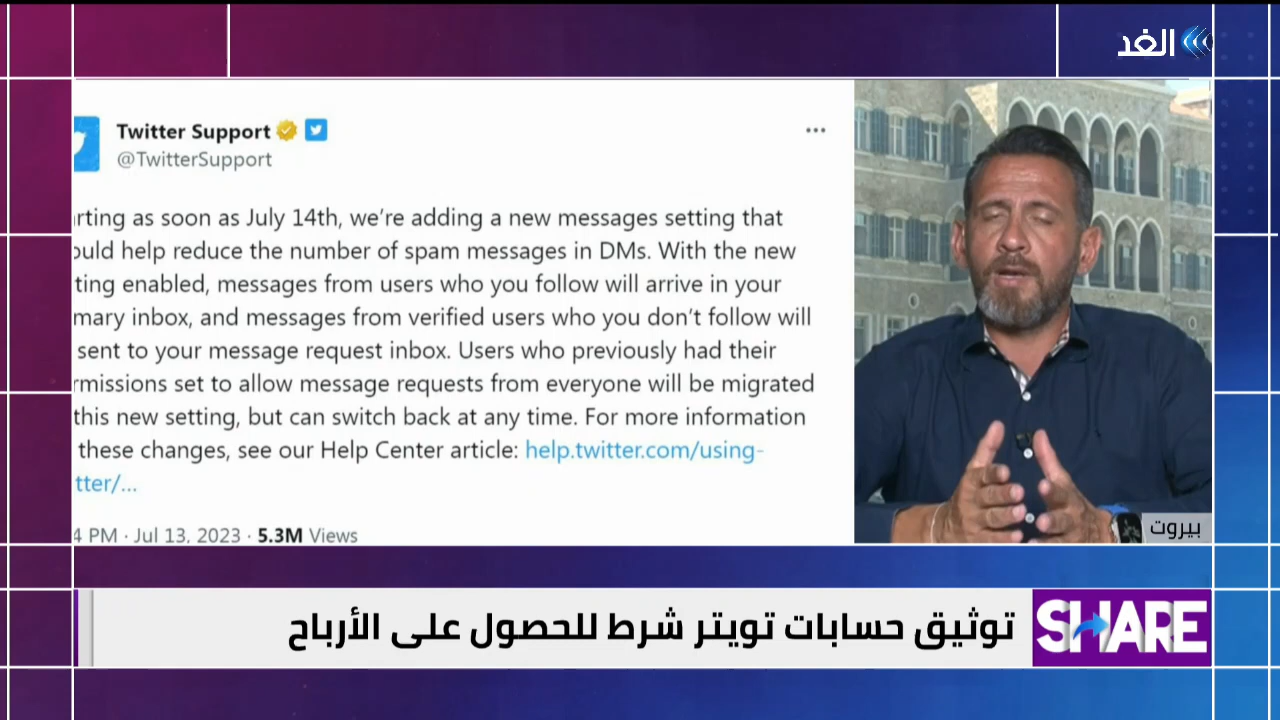 الغد
Twitter Support
@TwitterSupport
rting as soon as July 14th, we're adding a new messages setting that
ould help reduce the number of spam messages in DMs. With the new
ting enabled, messages from users who you follow will arrive in your
mary inbox, and messages from verified users who you don't follow will
sent to your message request inbox. Users who previously had their
rmissions set to allow message requests from everyone will be migrated
this new setting, but can switch back at any time. For more information
these changes, see our Help Center article: help.twitter.com/using-
tter/...
4 PM · Jul 13, 2023 · 5.3M Views
بيروت
توثيق حسابات تويتر شرط للحصول على الأرباح
SHARE